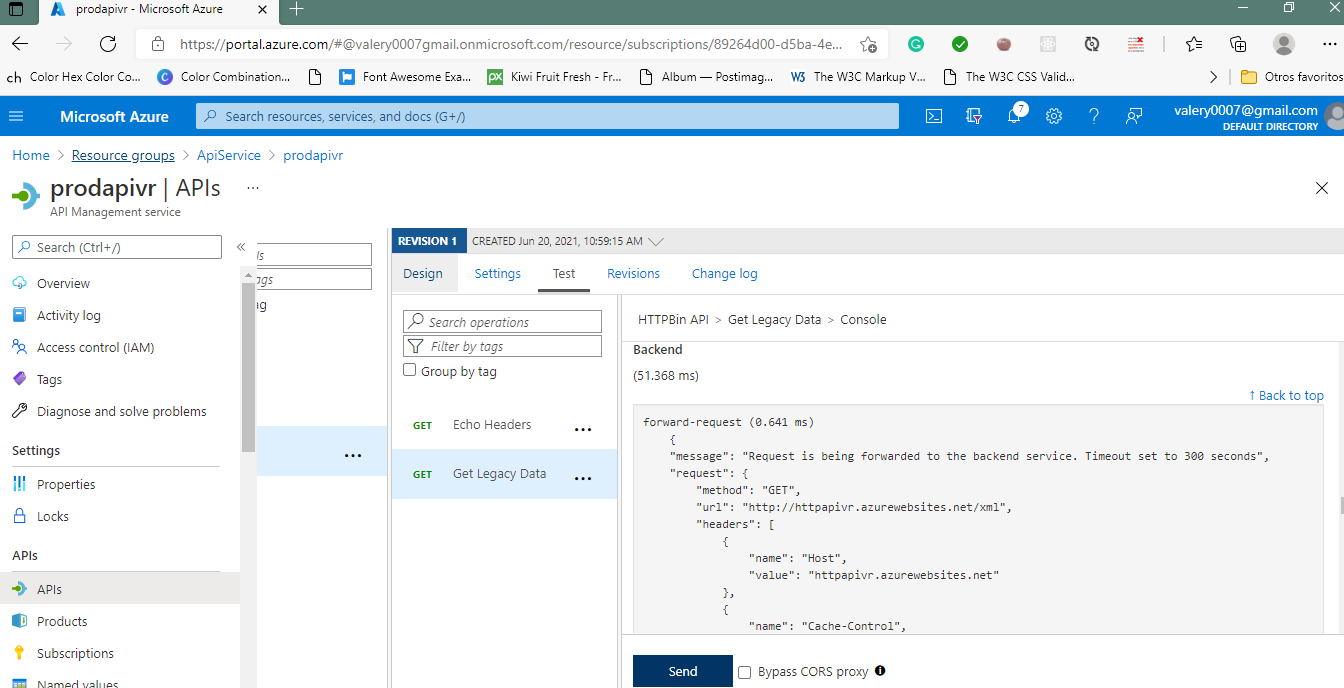 prodapivr - Microsoft Azure
https://portal.azure.com/#@valery0007gmail.onmicrosoft.com/resource/subscriptions/89264d00-d5ba-4e...
ch Color Hex Color Co... Color Combination... Font Awesome Exa... Kiwi Fruit Fresh - Fr... Album — Postimag... W3S The W3C Markup V... The W3C CSS Valid... Otros favoritos
Microsoft Azure
Search resources, services, and docs (G+/)
7
valery0007@gmail.com
DEFAULT DIRECTORY
Home > Resource groups > ApiService > prodapivr
prodapivr | APIs ...
API Management service
Search (Ctrl+/)
Overview
Activity log
Access control (IAM)
Tags
Diagnose and solve problems
Settings
Properties
Locks
APIs
APIs
Products
Subscriptions
Named values
ags
ag
REVISION 1 CREATED Jun 20, 2021, 10:59:15 AM
Design Settings Test Revisions Change log
Search operations
Filter by tags
Group by tag
GET Echo Headers ...
GET Get Legacy Data ...
HTTPBin API > Get Legacy Data > Console
Backend
(51.368 ms)
↑ Back to top
forward-request (0.641 ms)
{
"message": "Request is being forwarded to the backend service. Timeout set to 300 seconds",
"request": {
"method": "GET",
"url": "http://httpapivr.azurewebsites.net/xml",
"headers": [
{
"name": "Host",
"value": "httpapivr.azurewebsites.net"
},
{
"name": "Cache-Control",
Send
Bypass CORS proxy